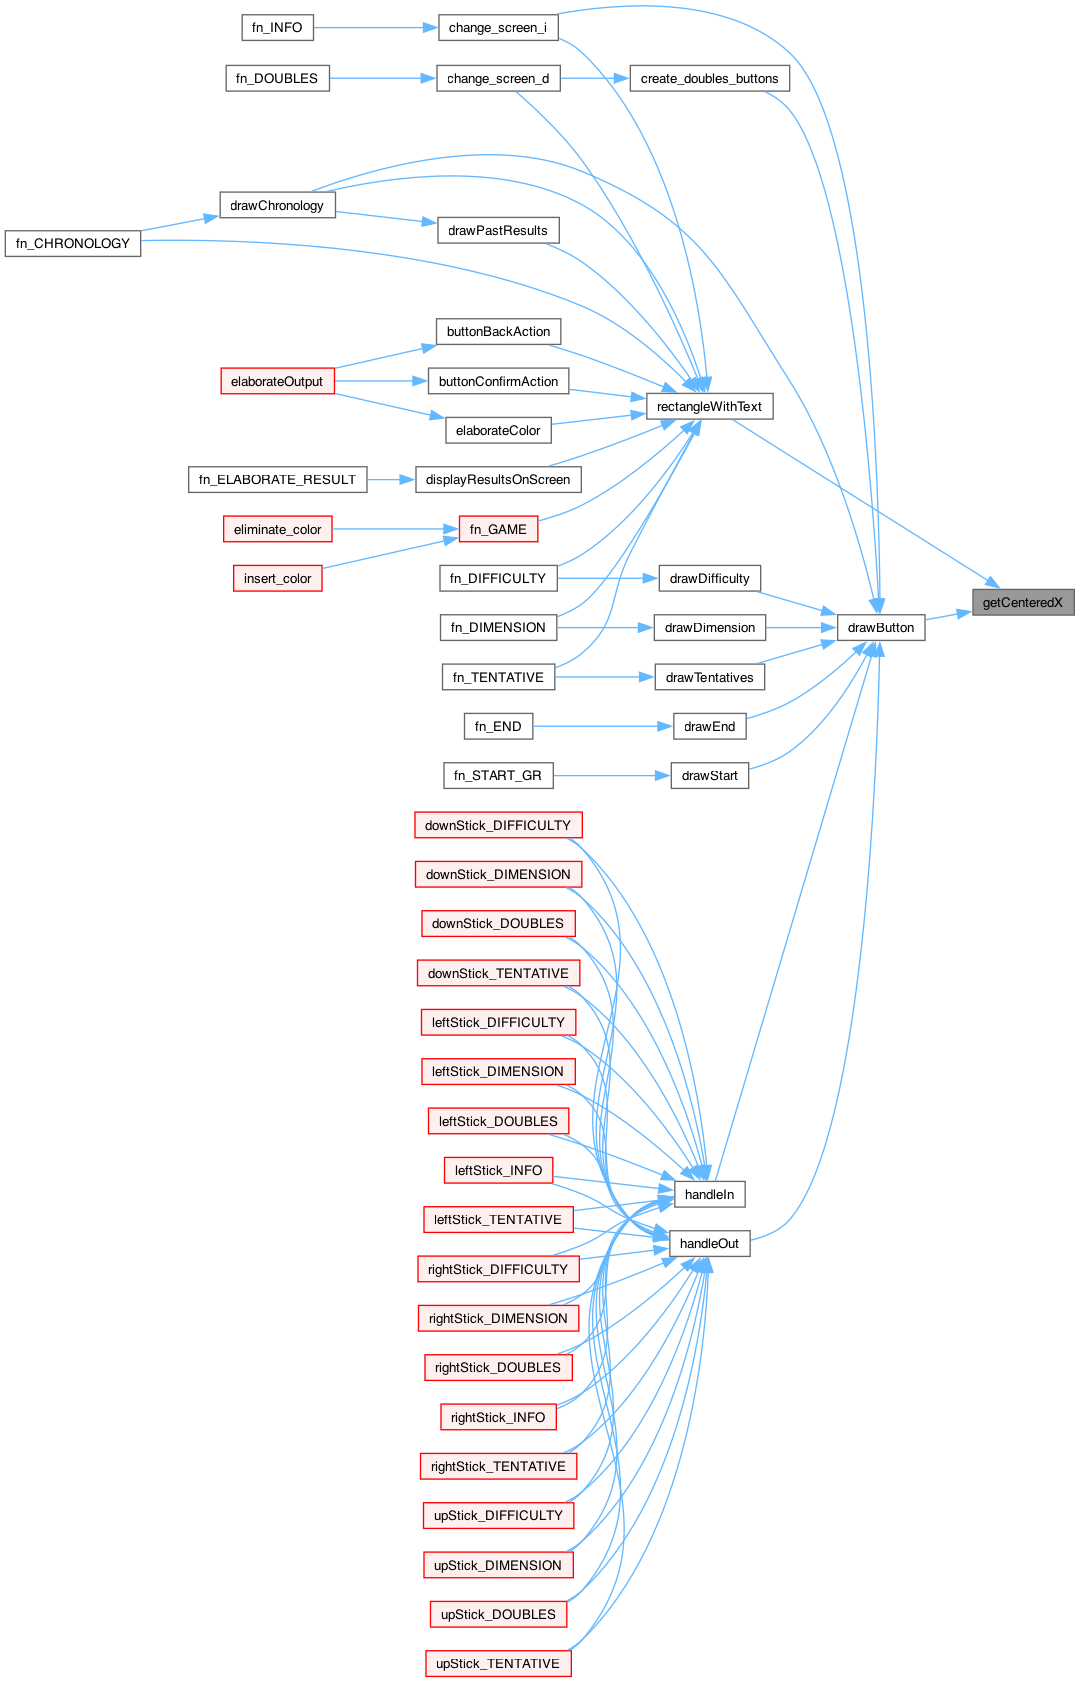 fn_INFO
change_screen_i
fn_DOUBLES
change_screen_d
create_doubles_buttons
drawChronology
fn_CHRONOLOGY
drawPastResults
buttonBackAction
elaborateOutput
buttonConfirmAction
rectangleWithText
elaborateColor
fn_ELABORATE_RESULT
displayResultsOnScreen
eliminate_color
fn_GAME
insert_color
fn_DIFFICULTY
drawDifficulty
getCenteredX
fn_DIMENSION
drawDimension
drawButton
fn_TENTATIVE
drawTentatives
fn_END
drawEnd
fn_START_GR
drawStart
downStick_DIFFICULTY
downStick_DIMENSION
downStick_DOUBLES
downStick_TENTATIVE
leftStick_DIFFICULTY
leftStick_DIMENSION
leftStick_DOUBLES
leftStick_INFO
handleIn
leftStick_TENTATIVE
handleOut
rightStick_DIFFICULTY
rightStick_DIMENSION
rightStick_DOUBLES
rightStick_INFO
rightStick_TENTATIVE
upStick_DIFFICULTY
upStick_DIMENSION
upStick_DOUBLES
upStick_TENTATIVE